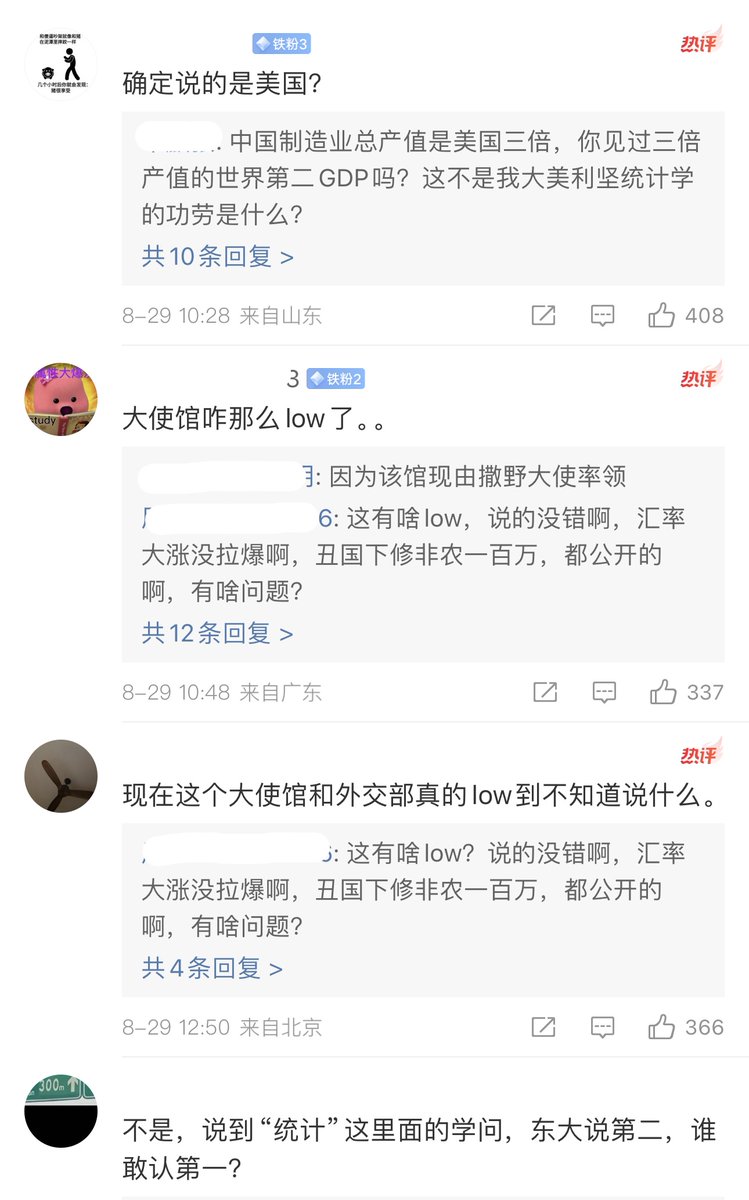 铁粉3
热评
确定说的是美国？
中国制造业总产值是美国三倍，你见过三倍
产值的世界第二GDP吗？这不是我大美利坚统计学
的功劳是什么？
共10条回复 >
8-29 10:28 来自山东
408
3 铁粉2
热评
study
大使馆咋那么low了。。
: 因为该馆现由撒野大使率领
6: 这有啥low，说的没错啊，汇率
大涨没拉爆啊，丑国下修非农一百万，都公开的
啊，有啥问题？
共12条回复 >
8-29 10:48 来自广东
337
热评
现在这个大使馆和外交部真的low到不知道说什么。
: 这有啥low？说的没错啊，汇率
大涨没拉爆啊，丑国下修非农一百万，都公开的
啊，有啥问题？
共4条回复 >
8-29 12:50 来自北京
366
300m
不是，说到“统计”这里面的学问，东大说第二，谁
敢认第一？